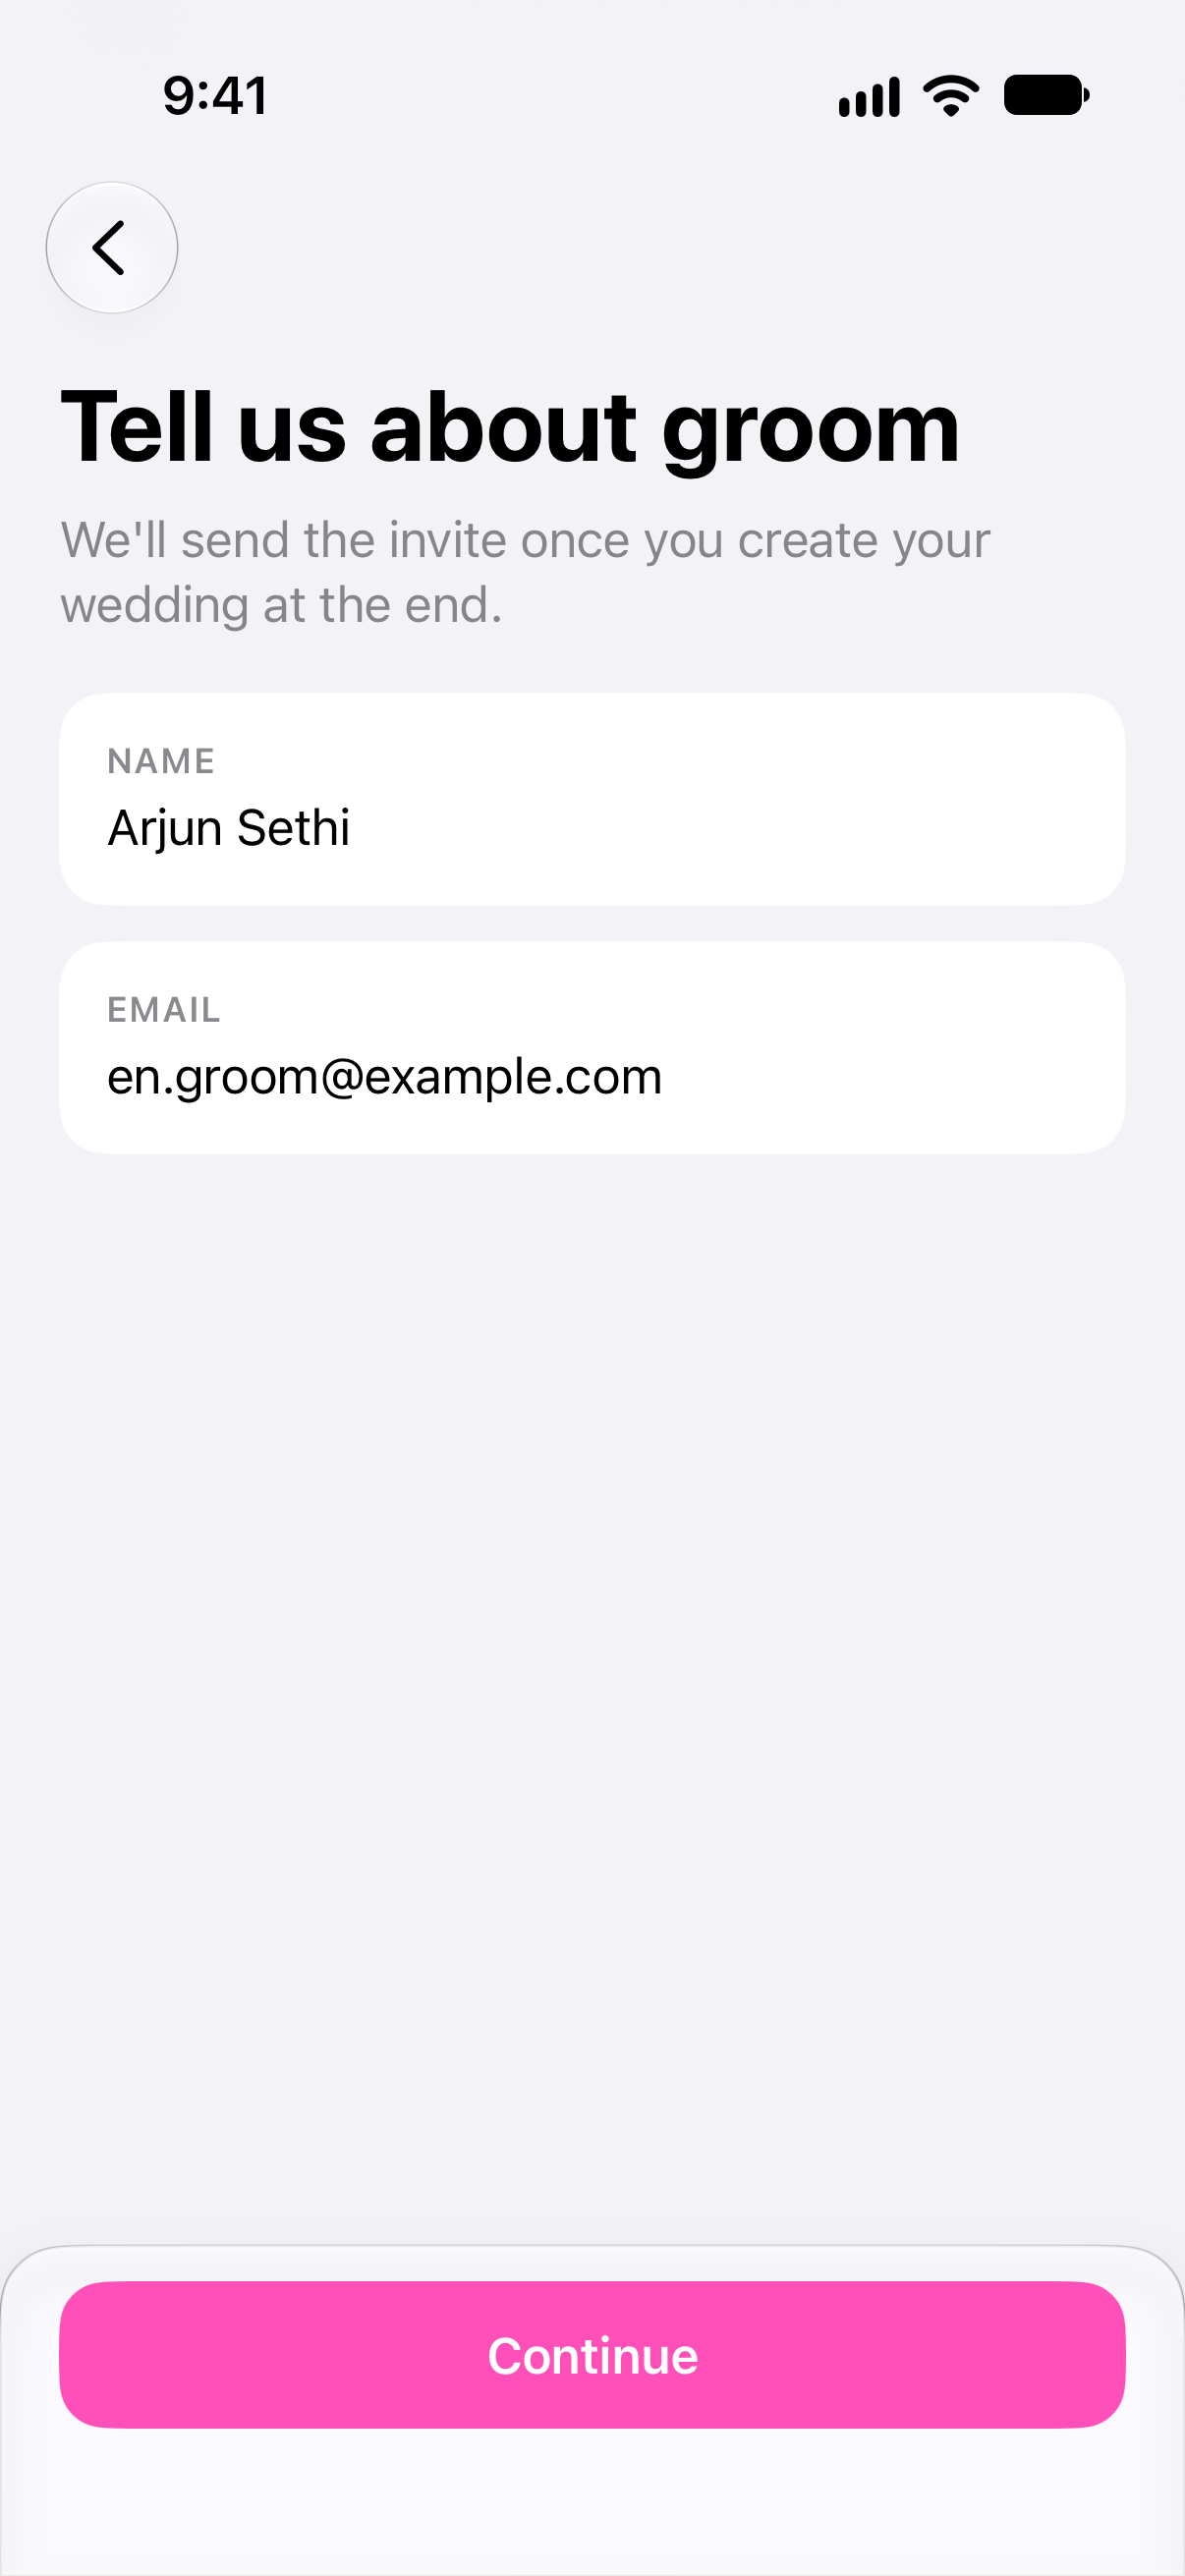 9:41
Tell us about groom
We'll send the invite once you create your
wedding at the end.
NAME
Arjun Sethi
EMAIL
en.groom@example.com
Continue